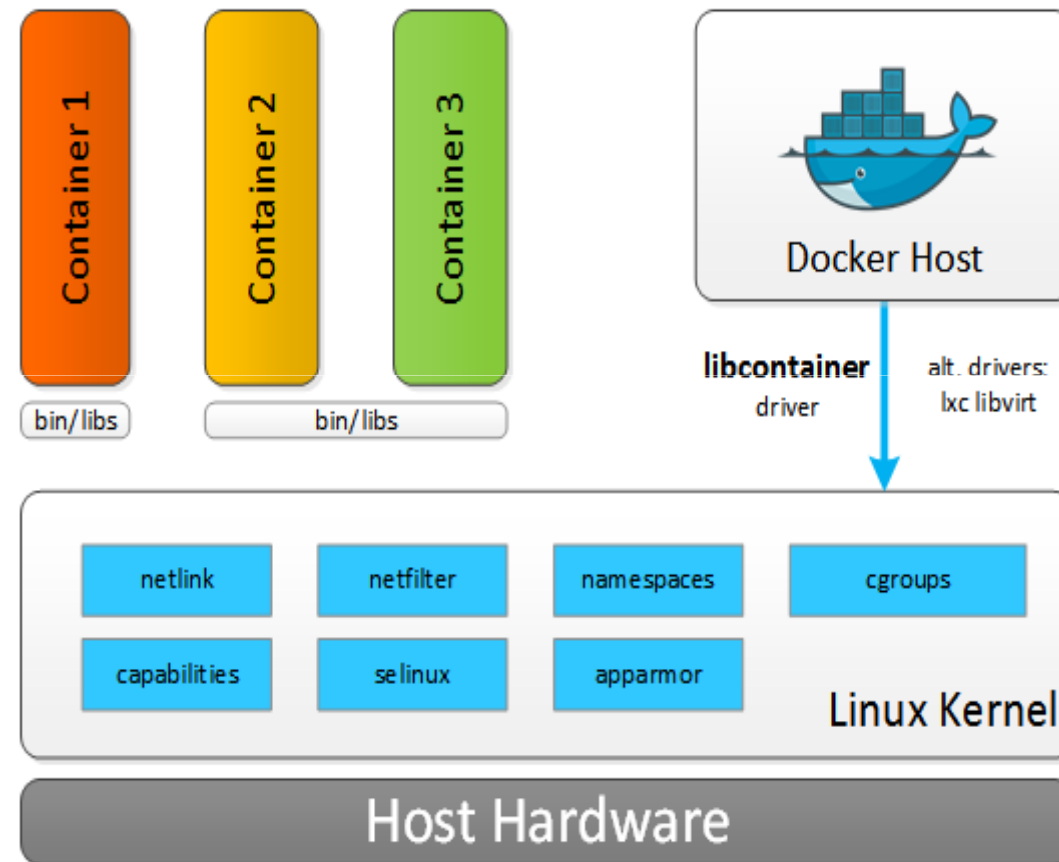 Container 1
Container 2
Container 3
bin/libs
bin/libs
Docker Host
libcontainer
driver
alt. drivers:
lxc libvirt
netlink
netfilter
namespaces
cgroups
capabilities
selinux
apparmor
Linux Kernel
Host Hardware